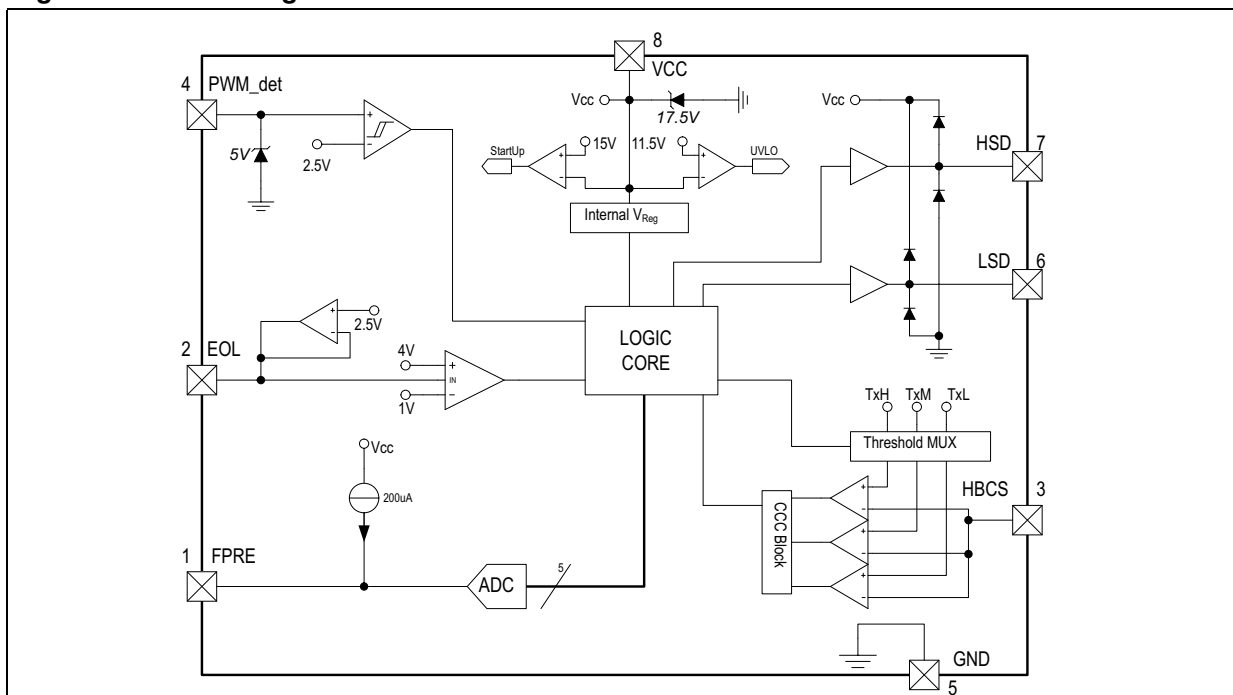 8
VCC
4 PWM_det
5V
2.5V
Vcc
17.5V
StartUp
15V
11.5V
UVLO
Internal VReg
Vcc
HSD 7
LSD 6
2.5V
2 EOL
4V
IN
1V
LOGIC
CORE
TxH TxM TxL
Threshold MUX
HBCS 3
CCC Block
Vcc
200uA
1 FPRE
ADC
5
GND
5